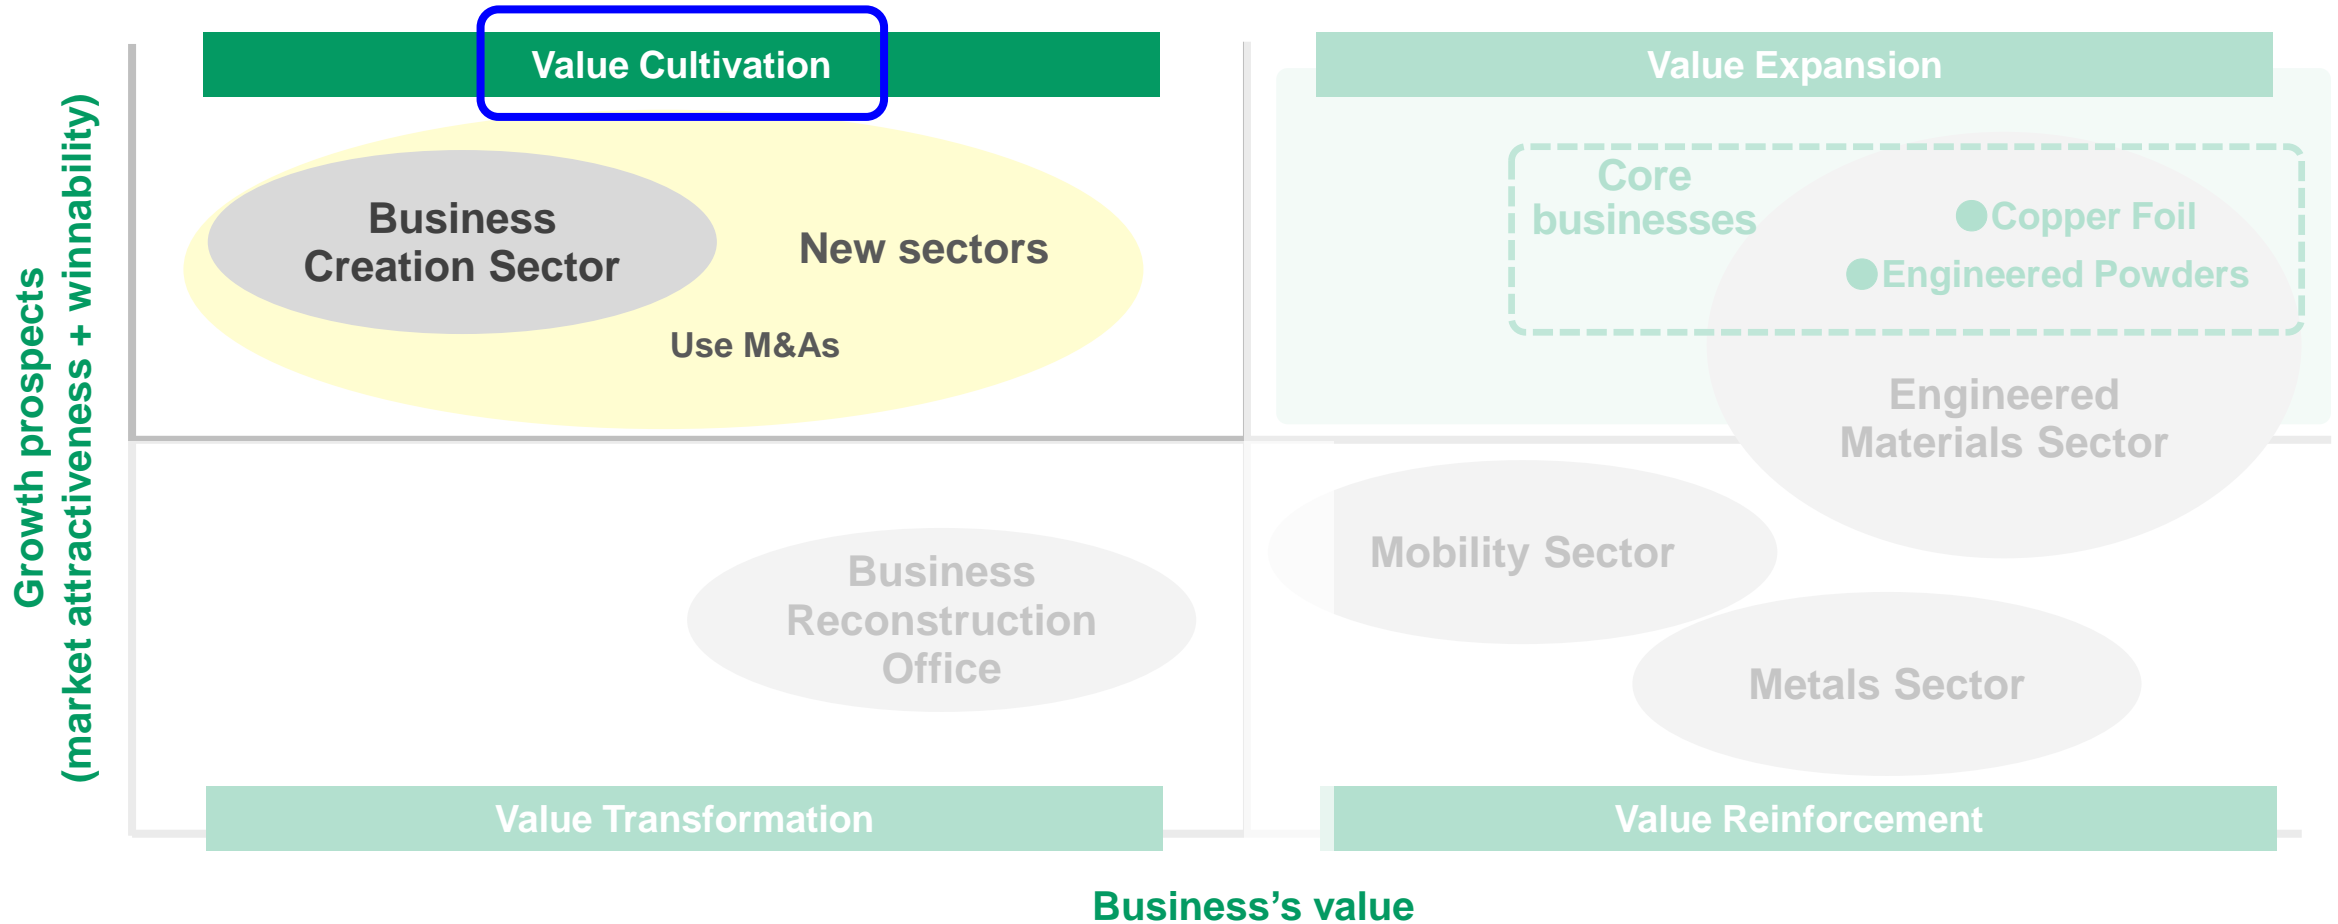 Value Cultivation
Value Expansion
Growth prospects
(market attractiveness + winnability)
Business
Creation Sector
New sectors
Use M&As
Core
businesses
Copper Foil
Engineered Powders
Engineered
Materials Sector
Business
Reconstruction
Office
Mobility Sector
Metals Sector
Value Transformation
Value Reinforcement
Business’s value